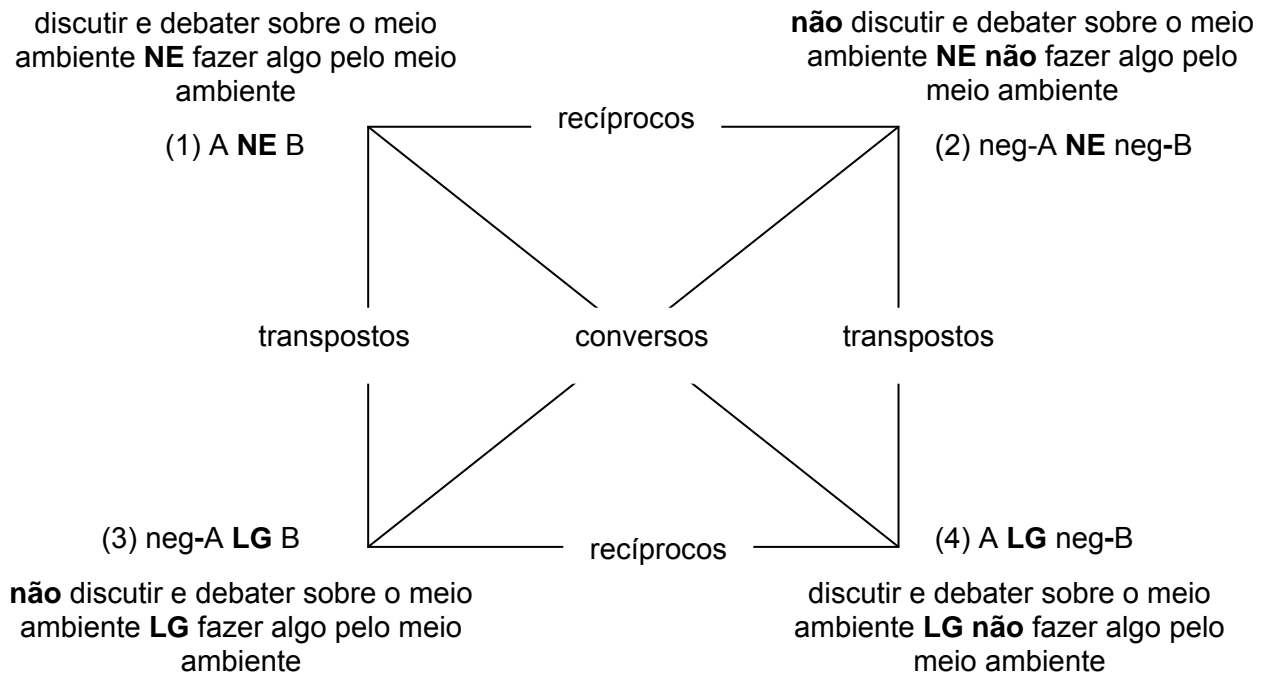 discutir e debater sobre o meio
ambiente NE fazer algo pelo meio
ambiente
(1) A NE B
não discutir e debater sobre o meio
ambiente NE não fazer algo pelo
meio ambiente
(2) neg-A NE neg-B
recíprocos
transpostos
conversos
transpostos
(3) neg-A LG B
não discutir e debater sobre o meio
ambiente LG fazer algo pelo meio
ambiente
recíprocos
(4) A LG neg-B
discutir e debater sobre o meio
ambiente LG não fazer algo pelo
meio ambiente